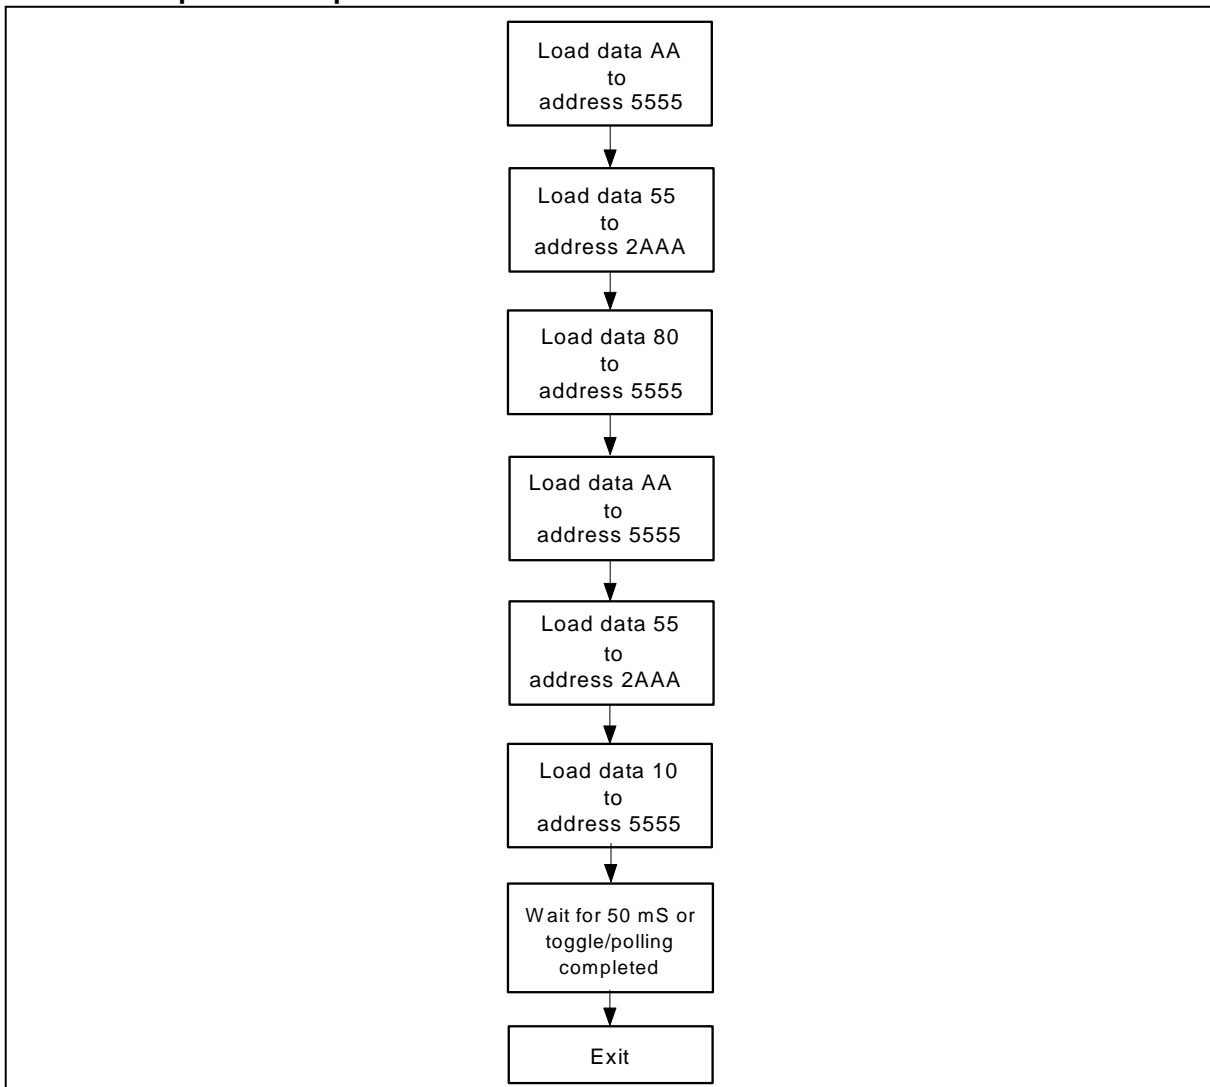 Load data AA
to
address 5555
Load data 55
to
address 2AAA
Load data 80
to
address 5555
Load data AA
to
address 5555
Load data 55
to
address 2AAA
Load data 10
to
address 5555
Wait for 50 mS or
toggle/polling
completed
Exit